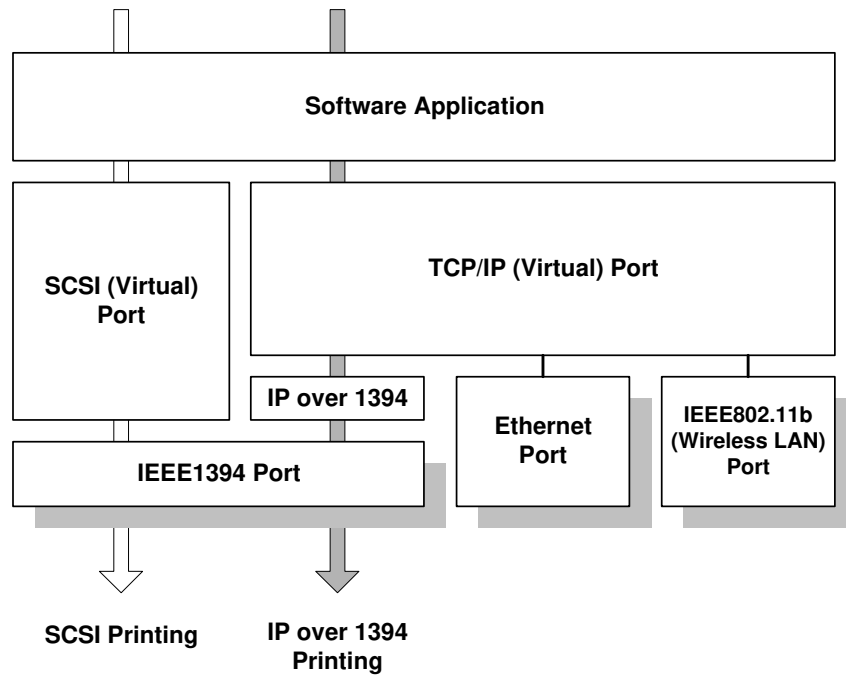 Software Application
SCSI (Virtual)
Port
TCP/IP (Virtual) Port
IP over 1394
Ethernet
Port
IEEE802.11b
(Wireless LAN)
Port
IEEE1394 Port
SCSI Printing
IP over 1394
Printing